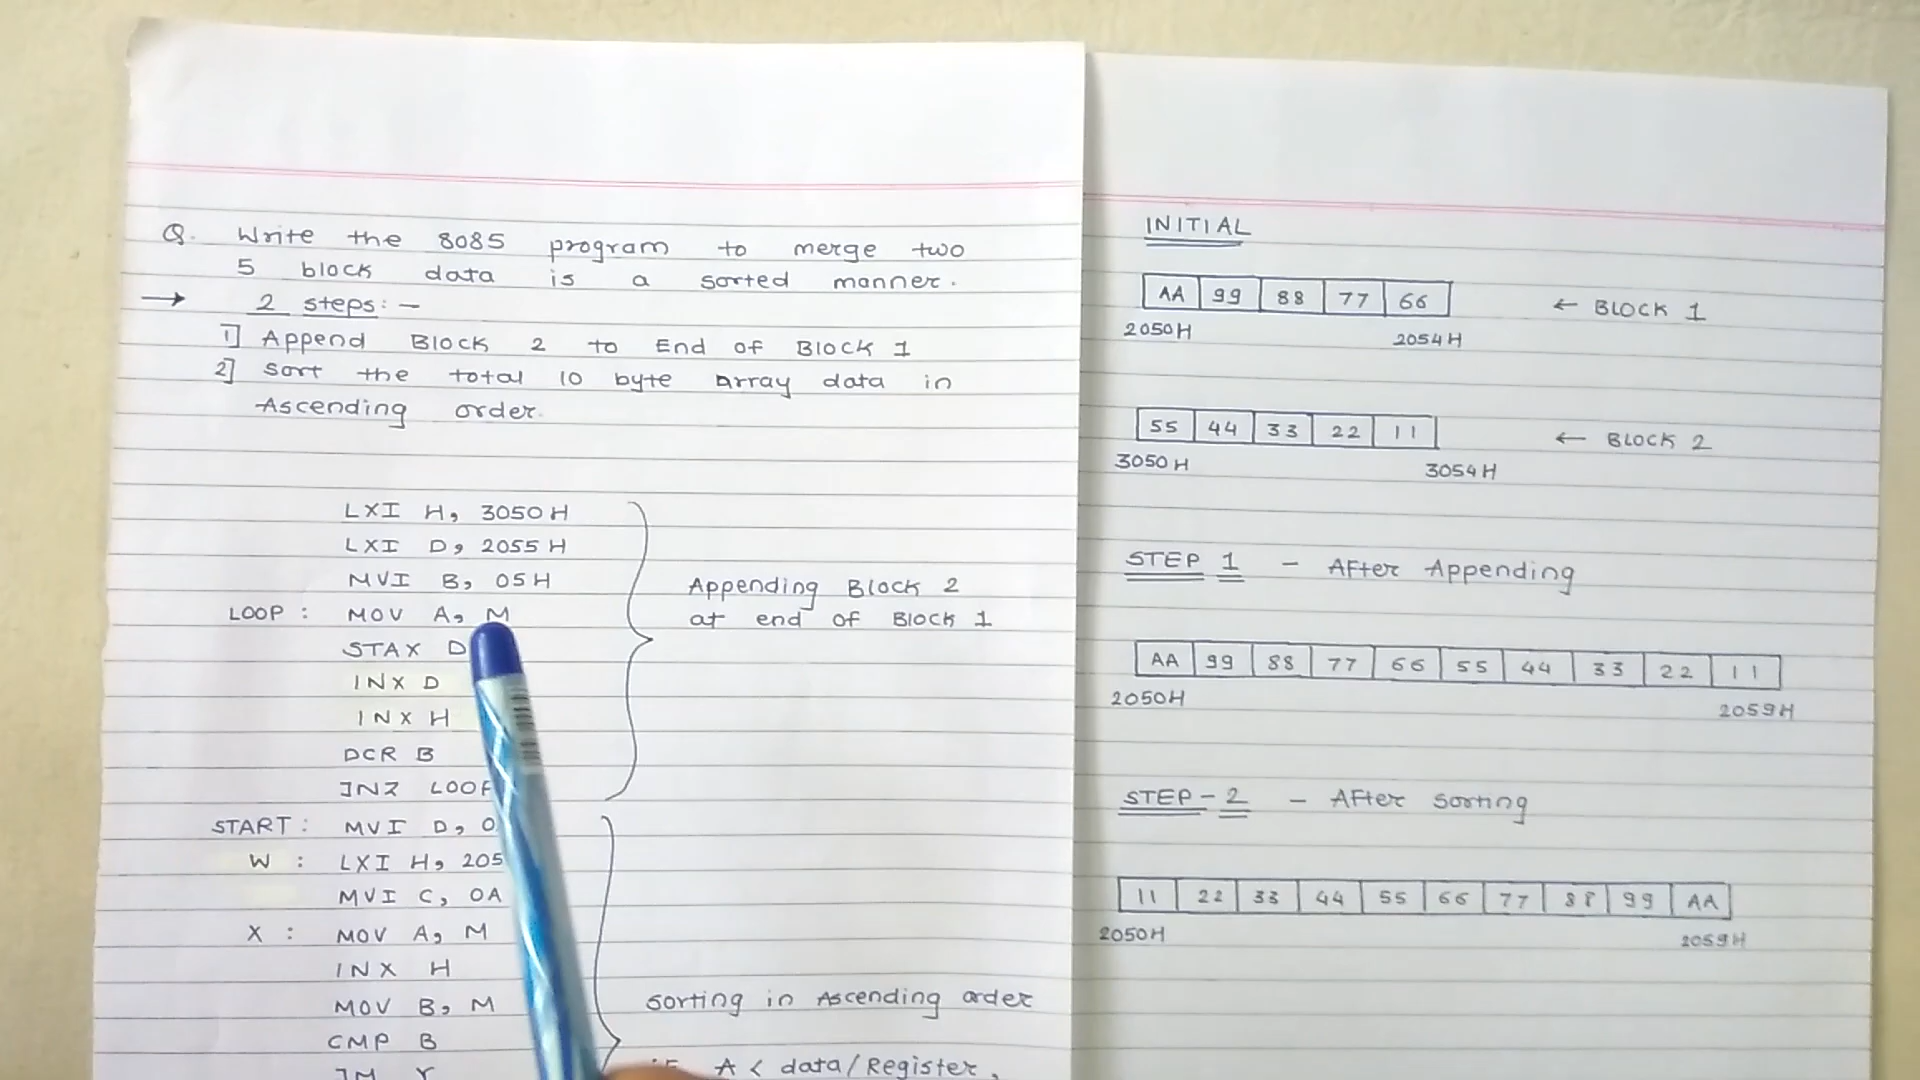 Q. Write the 8085 program to merge two
5 block data is a sorted manner.
→ 2 steps: -
1] Append Block 2 to End of Block 1
2] Sort the total 10 byte array data in
Ascending order.
LXI H, 3050H
LXI D, 2055H
MVI B, 05H
LOOP : MOV A, M
STAX D
INX D
INX H
DCR B
JNZ LOOP
Appending Block 2
at end of Block 1
START : MVI D, 0
W : LXI H, 205
MVI C, 0A
X : MOV A, M
INX H
MOV B, M
CMP B
JM Y
Sorting in Ascending order
A < data/Register,
INITIAL
AA 99 88 77 66 ← BLOCK 1
2050H 2054H
55 44 33 22 11 ← BLOCK 2
3050H 3054H
STEP 1 - After Appending
AA 99 88 77 66 55 44 33 22 11
2050H 2059H
STEP-2 - After sorting
11 22 33 44 55 66 77 88 99 AA
2050H 2059H